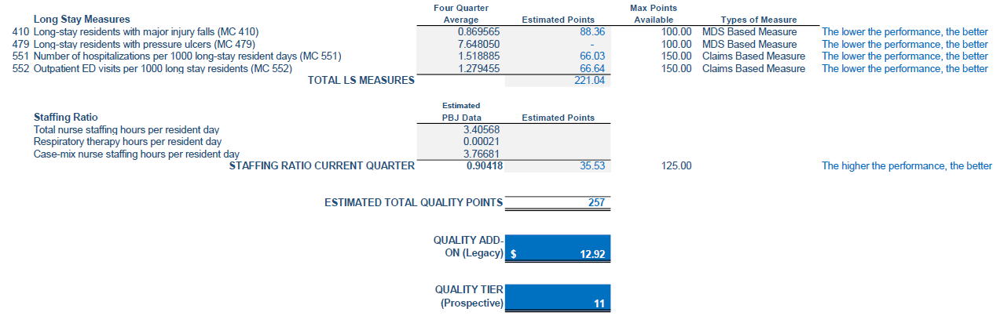 Four Quarter Max Points
Long Stay Measures Average Estimated Points Available Types of Measure
410 Long-stay residents with major injury falls (MC 410) 0.869565 88.36 100.00 MDS Based Measure The lower the performance, the better
479 Long-stay residents with pressure ulcers (MC 479) 7.648050 - 100.00 MDS Based Measure The lower the performance, the better
551 Number of hospitalizations per 1000 long-stay resident days (MC 551) 1.518885 66.03 150.00 Claims Based Measure The lower the performance, the better
552 Outpatient ED visits per 1000 long stay residents (MC 552) 1.279455 66.64 150.00 Claims Based Measure The lower the performance, the better
TOTAL LS MEASURES 221.04
Estimated
Staffing Ratio PBJ Data Estimated Points
Total nurse staffing hours per resident day 3.40568
Respiratory therapy hours per resident day 0.00021
Case-mix nurse staffing hours per resident day 3.76681
STAFFING RATIO CURRENT QUARTER 0.90418 35.53 125.00 The higher the performance, the better
ESTIMATED TOTAL QUALITY POINTS 257
QUALITY ADD-
ON (Legacy) $ 12.92
QUALITY TIER
(Prospective) 11